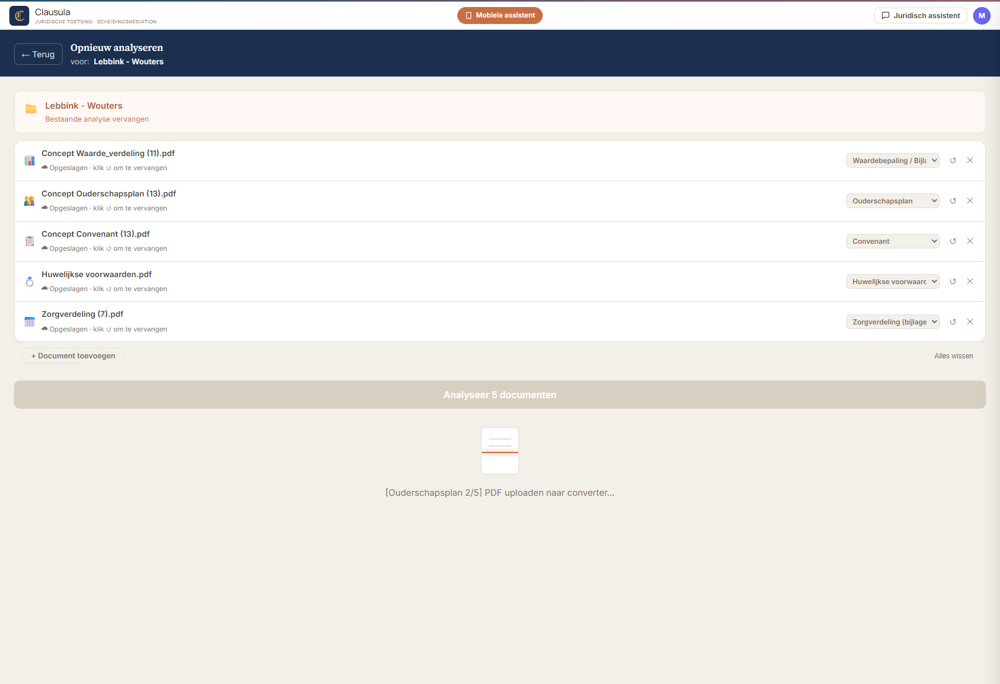 Clausula
JURIDISCHE TOETSING · SCHEIDINGSMEDIATION
Mobiele assistent
Juridisch assistent
M
← Terug
Opnieuw analyseren
voor: Lebbink - Wouters
Lebbink - Wouters
Bestaande analyse vervangen
Concept Waarde_verdeling (11).pdf
Opgeslagen · klik ↺ om te vervangen
Waardebepaling / Bijla
Concept Ouderschapsplan (13).pdf
Opgeslagen · klik ↺ om te vervangen
Ouderschapsplan
Concept Convenant (13).pdf
Opgeslagen · klik ↺ om te vervangen
Convenant
Huwelijkse voorwaarden.pdf
Opgeslagen · klik ↺ om te vervangen
Huwelijkse voorwaarc
Zorgverdeling (7).pdf
Opgeslagen · klik ↺ om te vervangen
Zorgverdeling (bijlage
+ Document toevoegen
Alles wissen
Analyseer 5 documenten
[Ouderschapsplan 2/5] PDF uploaden naar converter...